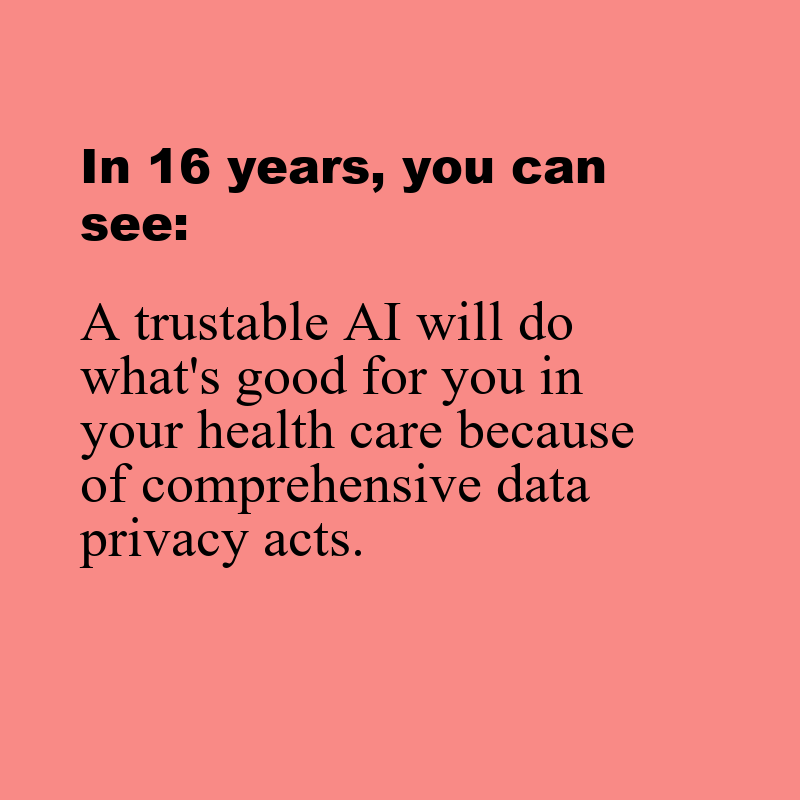 In 16 years, you can
see:
A trustable AI will do
what's good for you in
your health care because
of comprehensive data
privacy acts.